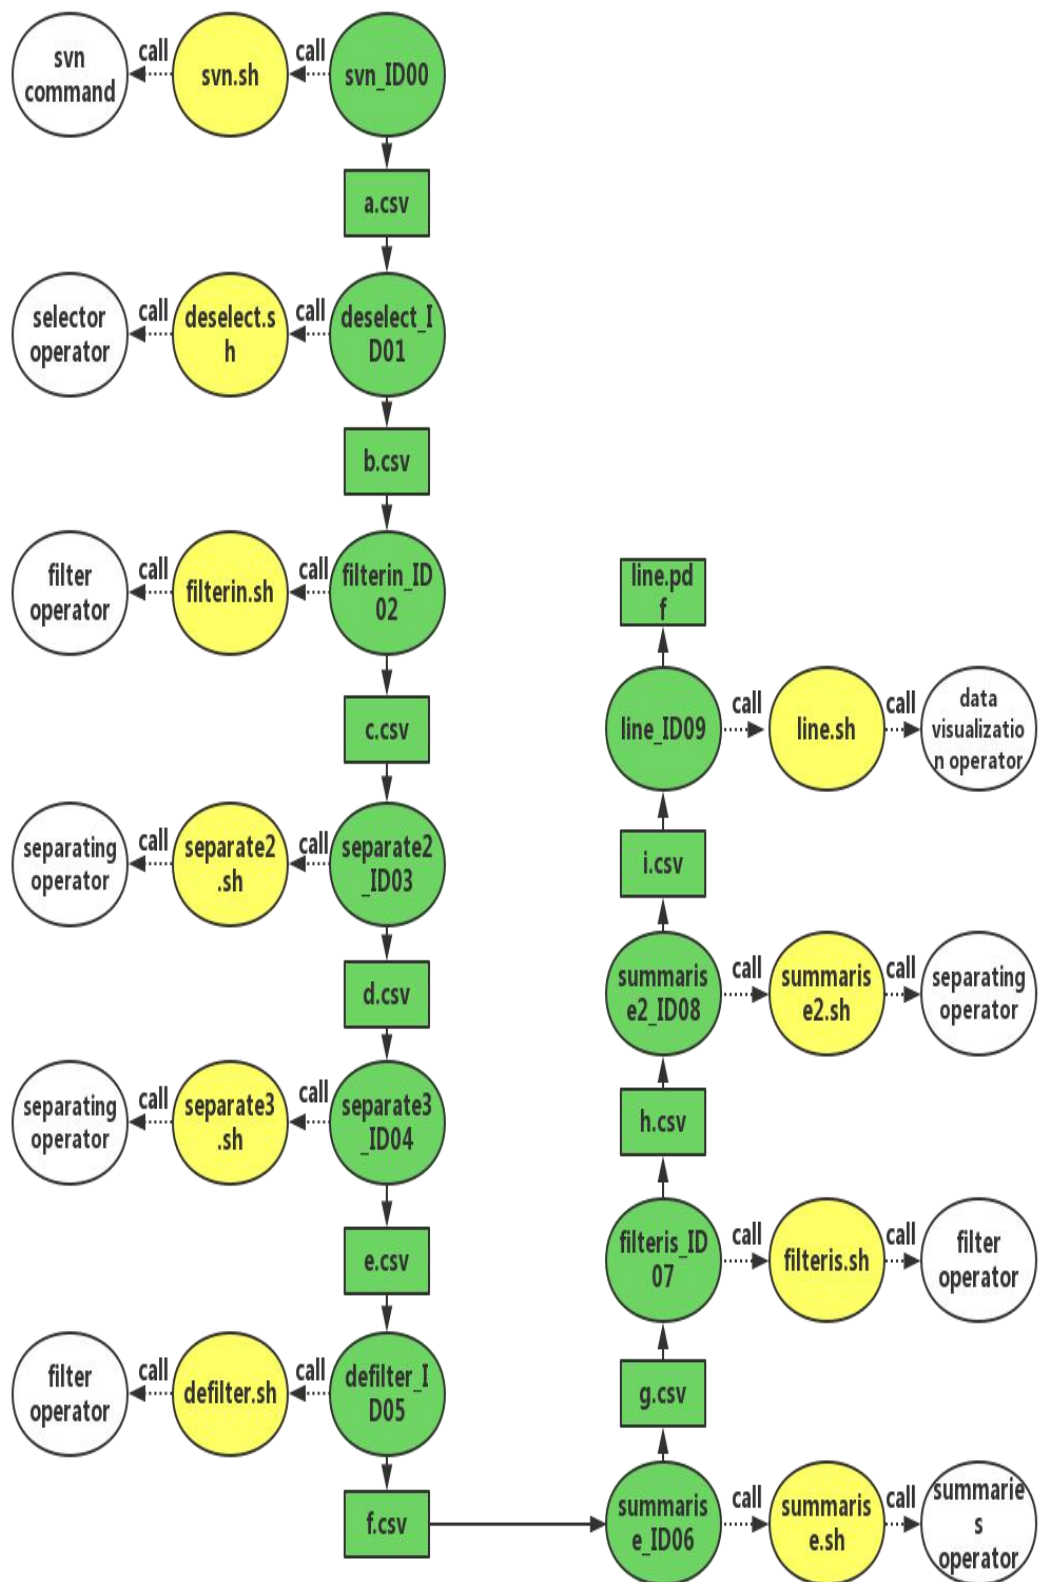 call
call
svn
command
svn.sh
svn_ID00
a.csv
call
call
selector
operator
deselect.s
h
deselect_I
D01
b.csv
call
call
filter
operator
filterin.sh
filterin_ID
02
c.csv
call
call
separating
operator
separate2
.sh
separate2
_ID03
d.csv
call
call
separating
operator
separate3
.sh
separate3
_ID04
e.csv
call
call
filter
operator
defilter.sh
defilter_I
D05
f.csv
line.pd
f
call
call
line_ID09
line.sh
data
visualizatio
n operator
i.csv
call
call
summaris
e2_ID08
summaris
e2.sh
separating
operator
h.csv
call
call
filteris_ID
07
filteris.sh
filter
operator
g.csv
call
call
summaris
e_ID06
summaris
e.sh
summarie
s
operator